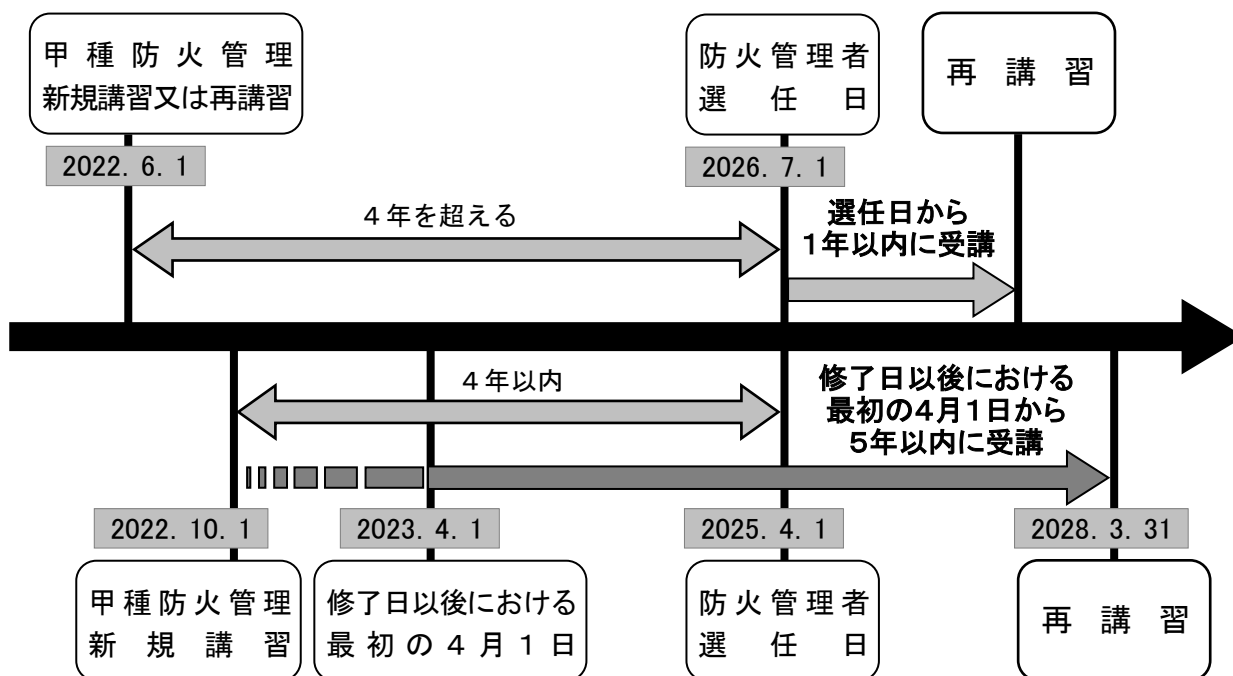 甲種防火管理
新規講習又は再講習
防火管理者
選任日
再講習
2022. 6. 1
2026. 7. 1
４年を超える
選任日から
１年以内に受講
４年以内
修了日以後における
最初の４月１日から
５年以内に受講
2022. 10. 1
2023. 4. 1
2025. 4. 1
2028. 3. 31
甲種防火管理
新規講習
修了日以後における
最初の４月１日
防火管理者
選任日
再講習